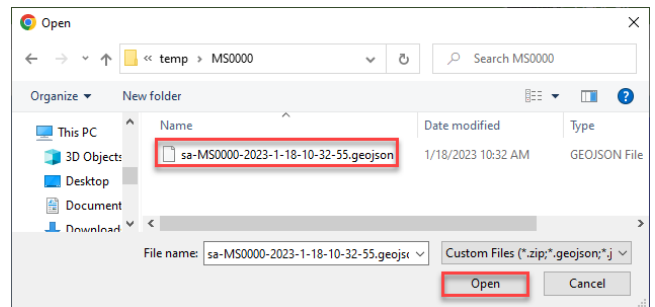 Open
« temp › MS0000
Search MS0000
Organize
New folder
This PC
3D Objects
Desktop
Document
Download
Name
Date modified
Type
sa-MS0000-2023-1-18-10-32-55.geojson
1/18/2023 10:32 AM
GEOJSON File
File name:
sa-MS0000-2023-1-18-10-32-55.geojsc
Custom Files (*.zip;*.geojson;*.j
Open
Cancel